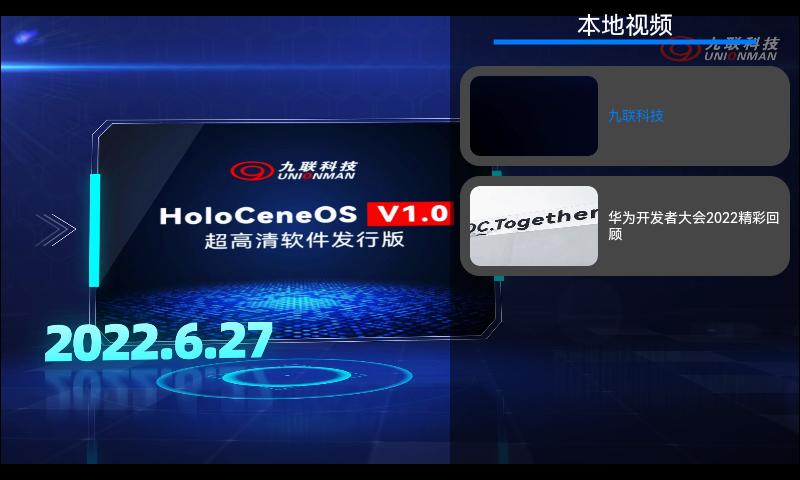 本地视频
九联科技
UNIONMAN
九联科技
九联科技
UNIONMAN
HoloCeneOS V1.0
DC.Together
华为开发者大会2022精彩回
顾
超高清软件发行版
2022.6.27